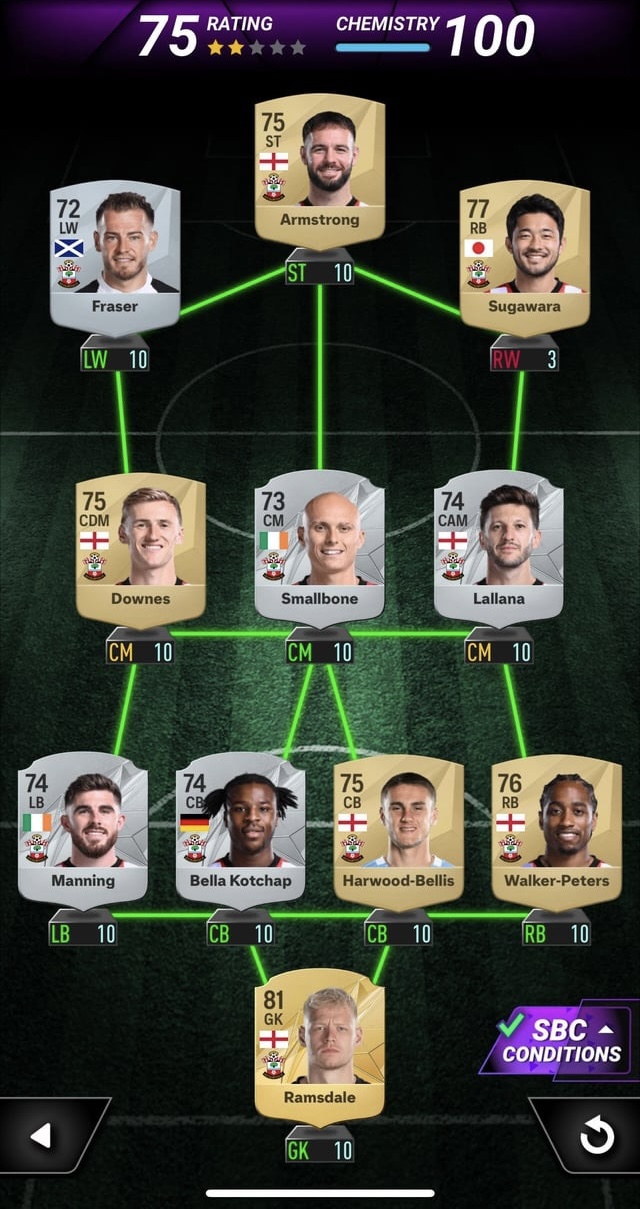 75 RATING CHEMISTRY 100
75
ST
Armstrong
ST 10
72
LW
Fraser
LW 10
77
RB
Sugawara
RW 3
75
CDM
Downes
CM 10
73
CM
Smallbone
CM 10
74
CAM
Lallana
CM 10
74
LB
Manning
LB 10
74
CB
Bella Kotchap
CB 10
75
CB
Harwood-Bellis
CB 10
76
RB
Walker-Peters
RB 10
81
GK
Ramsdale
GK 10
SBC
CONDITIONS